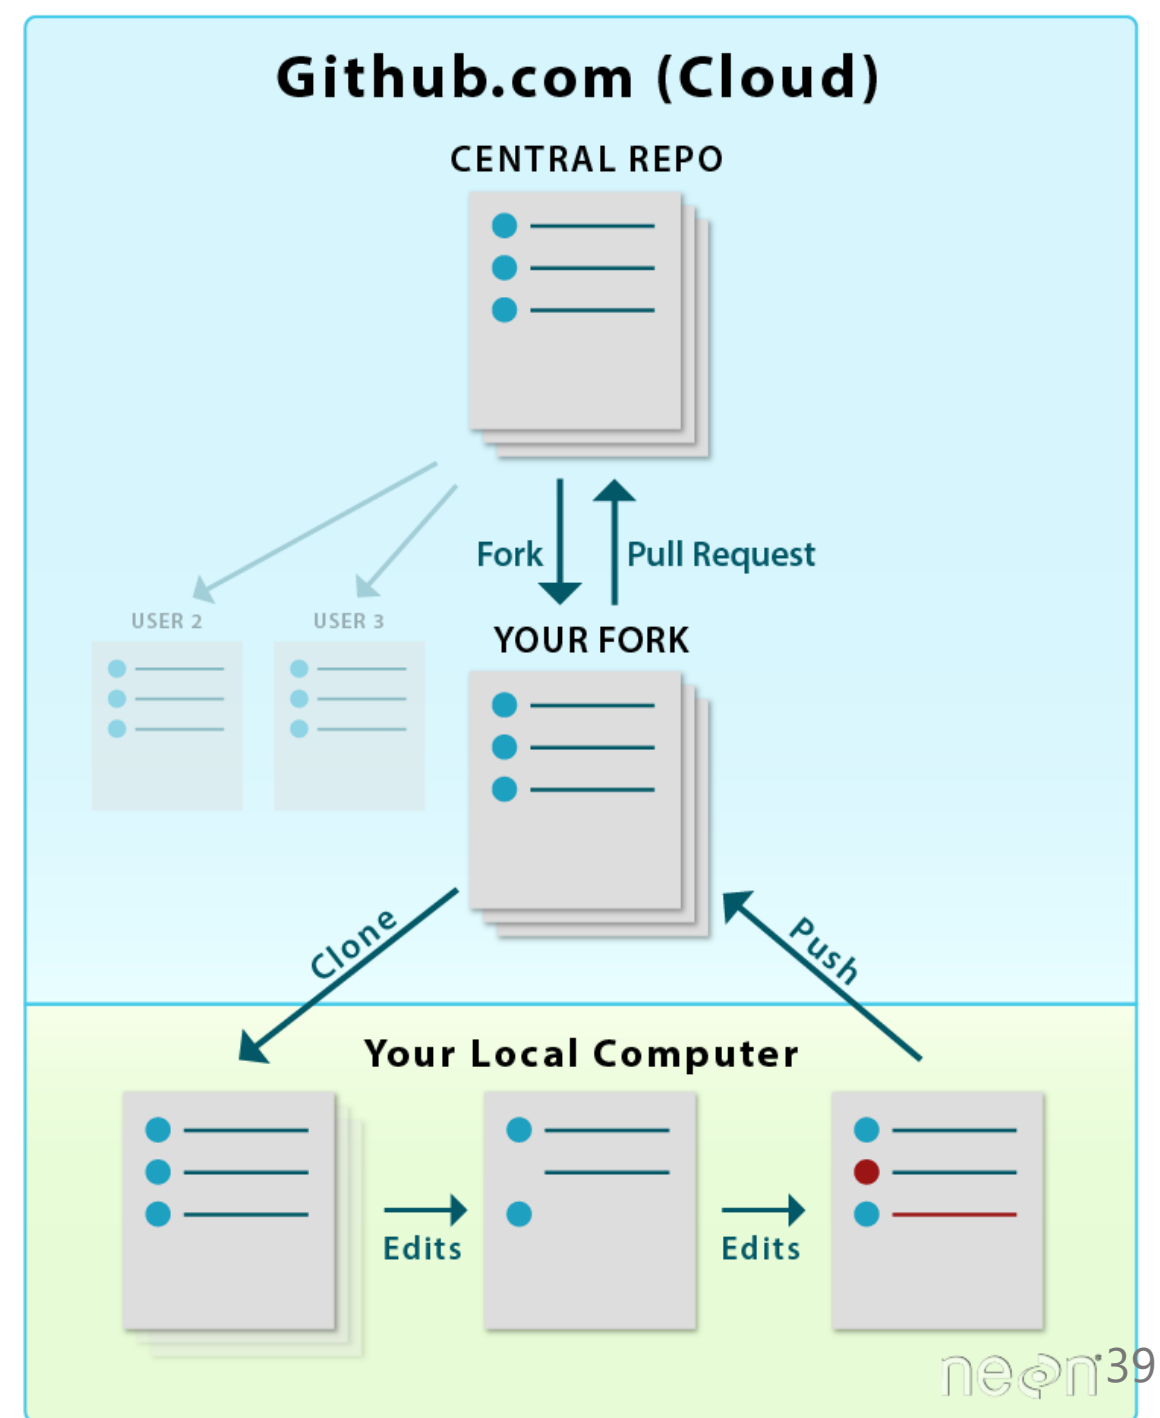 Github.com (Cloud)
CENTRAL REPO
Fork
Pull Request
USER 2
USER 3
YOUR FORK
Clone
Push
Your Local Computer
Edits
Edits
neon
39